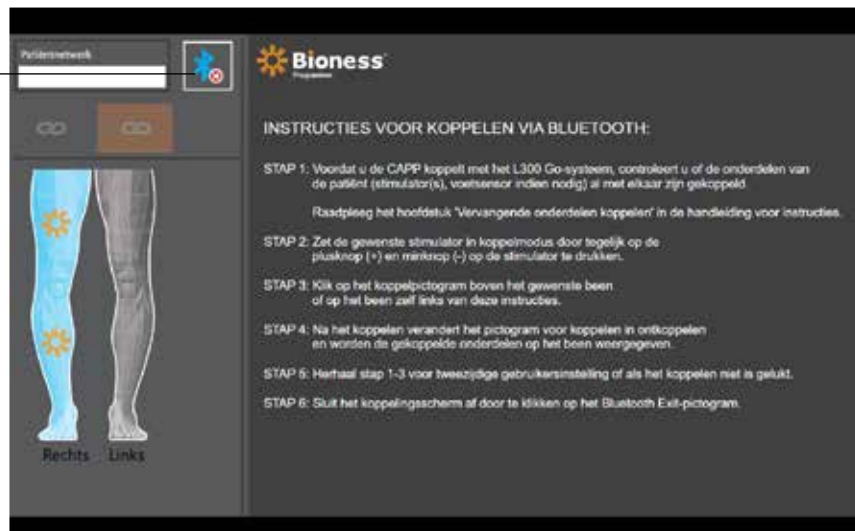 Patiëntnetwerk
Bioness
Programmer
INSTRUCTIES VOOR KOPPELEN VIA BLUETOOTH:
STAP 1: Voordat u de CAPP koppelt met het L300 Go-systeem, controleert u of de onderdelen van
de patiënt (stimulator(s), voetsensor indien nodig) al met elkaar zijn gekoppeld.
Raadpleeg het hoofdstuk 'Vervangende onderdelen koppelen' in de handleiding voor instructies.
STAP 2: Zet de gewenste stimulator in koppelmodus door tegelijk op de
plusknop (+) en minknop (-) op de stimulator te drukken.
STAP 3: Klik op het koppelpictogram boven het gewenste been
of op het been zelf links van deze instructies.
STAP 4: Na het koppelen verandert het pictogram voor koppelen in ontkoppelen
en worden de gekoppelde onderdelen op het been weergegeven.
STAP 5: Herhaal stap 1-3 voor tweezijdige gebruikersinstelling of als het koppelen niet is gelukt.
STAP 6: Sluit het koppelingsscherm af door te klikken op het Bluetooth Exit-pictogram.
Rechts Links